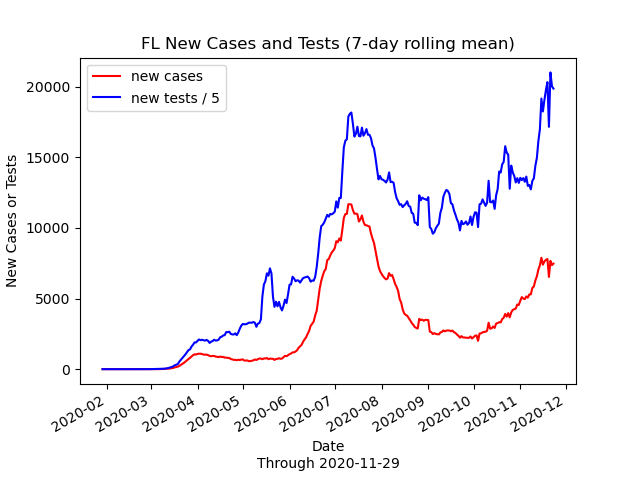 FL New Cases and Tests (7-day rolling mean)
new cases
new tests / 5
New Cases or Tests
20000
15000
10000
5000
0
2020-02
2020-03
2020-04
2020-05
2020-06
2020-07
2020-08
2020-09
2020-10
2020-11
2020-12
Date
Through 2020-11-29